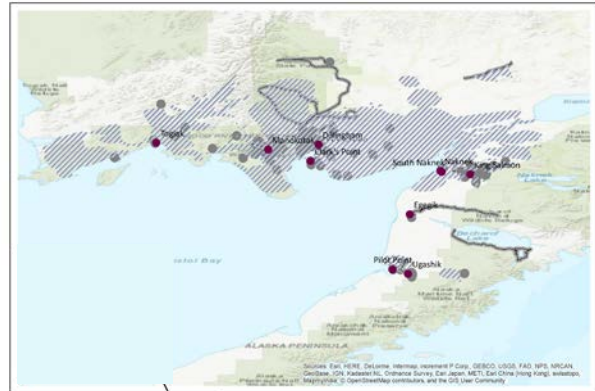 Togiak
Manokotak
Dillingham
Clark's Point
South Naknek
Naknek
King Salmon
Egegik
Pilot Point
Ugashik
ALASKA PENINSULA
Sources: Esri, HERE, DeLorme, Intermap, increment P Corp., GEBCO, USGS, FAO, NPS, NRCAN,
GeoBase, IGN, Kadaster NL, Ordnance Survey, Esri Japan, METI, Esri China (Hong Kong), swisstopo,
MapmyIndia, © OpenStreetMap contributors, and the GIS User Community